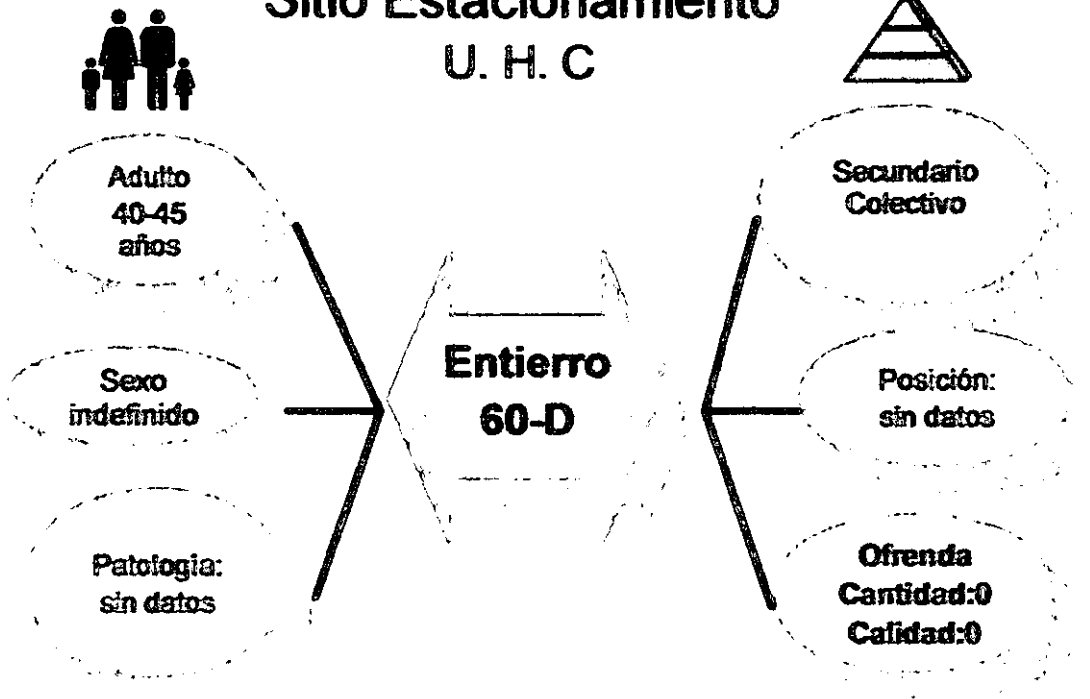 Sitio Estacionamiento
U. H. C
Adulto
40-45
años
Sexo
indefinido
Patología:
sin datos
Entierro
60-D
Secundario
Colectivo
Posición:
sin datos
Ofrenda
Cantidad:0
Calidad:0